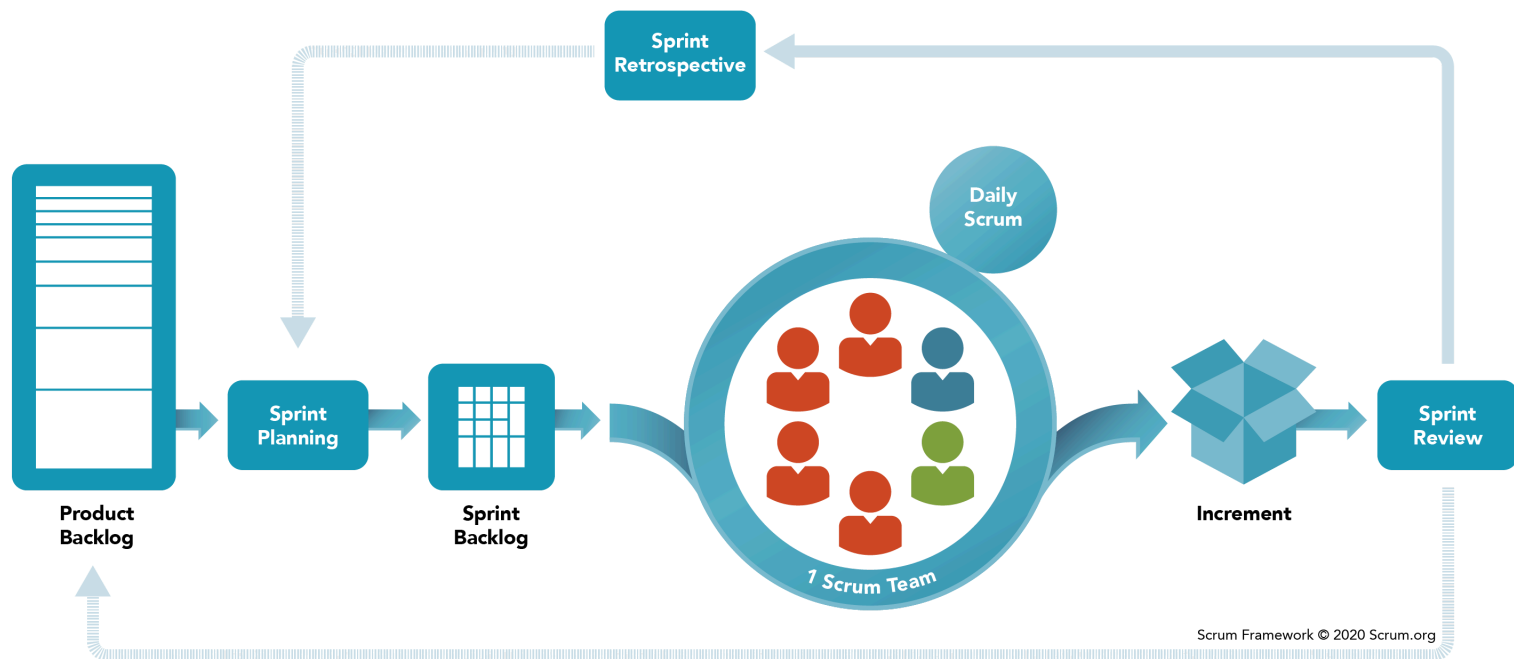 Sprint
Retrospective
Daily
Scrum
Sprint
Planning
Sprint
Review
Product
Backlog
Sprint
Backlog
Increment
1 Scrum Team
Scrum Framework © 2020 Scrum.org